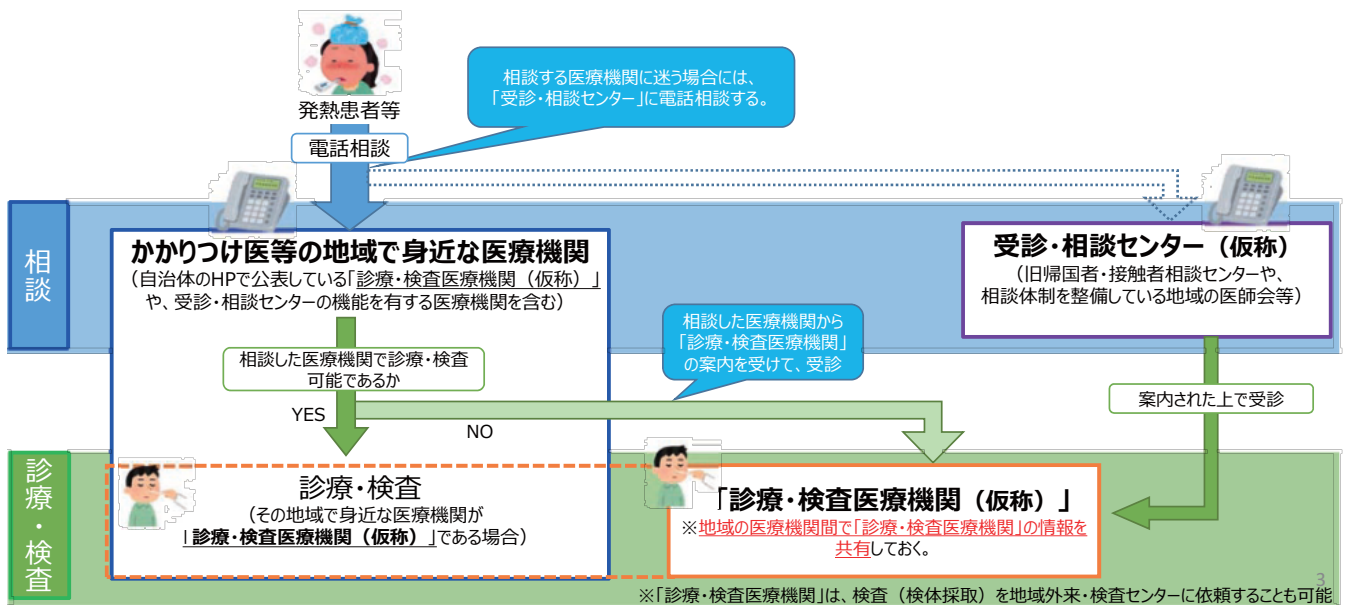 発熱患者等
相談する医療機関に迷う場合には、
「受診・相談センター」に電話相談する。
電話相談
相談
かかりつけ医等の地域で身近な医療機関
（自治体のHPで公表している「診療・検査医療機関（仮称）」
や、受診・相談センターの機能を有する医療機関を含む）
受診・相談センター（仮称）
（旧帰国者・接触者相談センターや、
相談体制を整備している地域の医師会等）
相談した医療機関から
「診療・検査医療機関」
の案内を受けて、受診
相談した医療機関で診療・検査
可能であるか
YES
NO
案内された上で受診
診療・検査
診療・検査
（その地域で身近な医療機関が
「診療・検査医療機関（仮称）」である場合）
「診療・検査医療機関（仮称）」
※地域の医療機関間で「診療・検査医療機関」の情報を
共有しておく。
3
※「診療・検査医療機関」は、検査（検体採取）を地域外来・検査センターに依頼することも可能